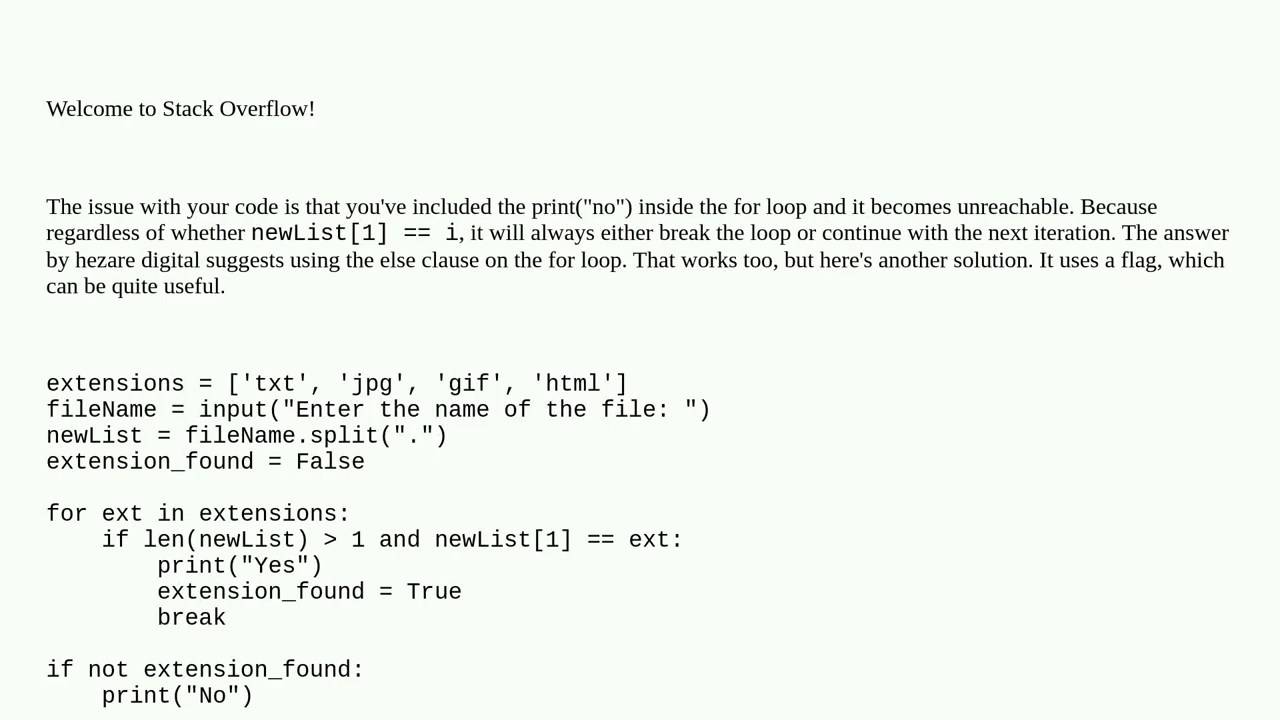 Welcome to Stack Overflow!
The issue with your code is that you've included the print("no") inside the for loop and it becomes unreachable. Because
regardless of whether newList[1] == i, it will always either break the loop or continue with the next iteration. The answer
by hezare digital suggests using the else clause on the for loop. That works too, but here's another solution. It uses a flag, which
can be quite useful.
extensions = ['txt', 'jpg', 'gif', 'html']
fileName = input("Enter the name of the file: ")
newList = fileName.split(".")
extension_found = False
for ext in extensions:
    if len(newList) > 1 and newList[1] == ext:
        print("Yes")
        extension_found = True
        break
if not extension_found:
    print("No")